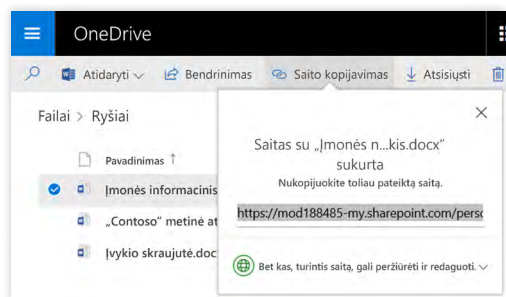 OneDrive
Atidaryti Bendrinimas Saito kopijavimas Atsisiųsti
Failai > Ryšiai
Pavadinimas ↑
Įmonės informacinis
„Contoso“ metinė at
Įvykio skraujutė.doc
Saitas su „Įmonės n...kis.docx“
sukurta
Nukopijuokite toliau pateiktą saitą.
https://mod188485-my.sharepoint.com/perso
Bet kas, turintis saitą, gali peržiūrėti ir redaguoti.